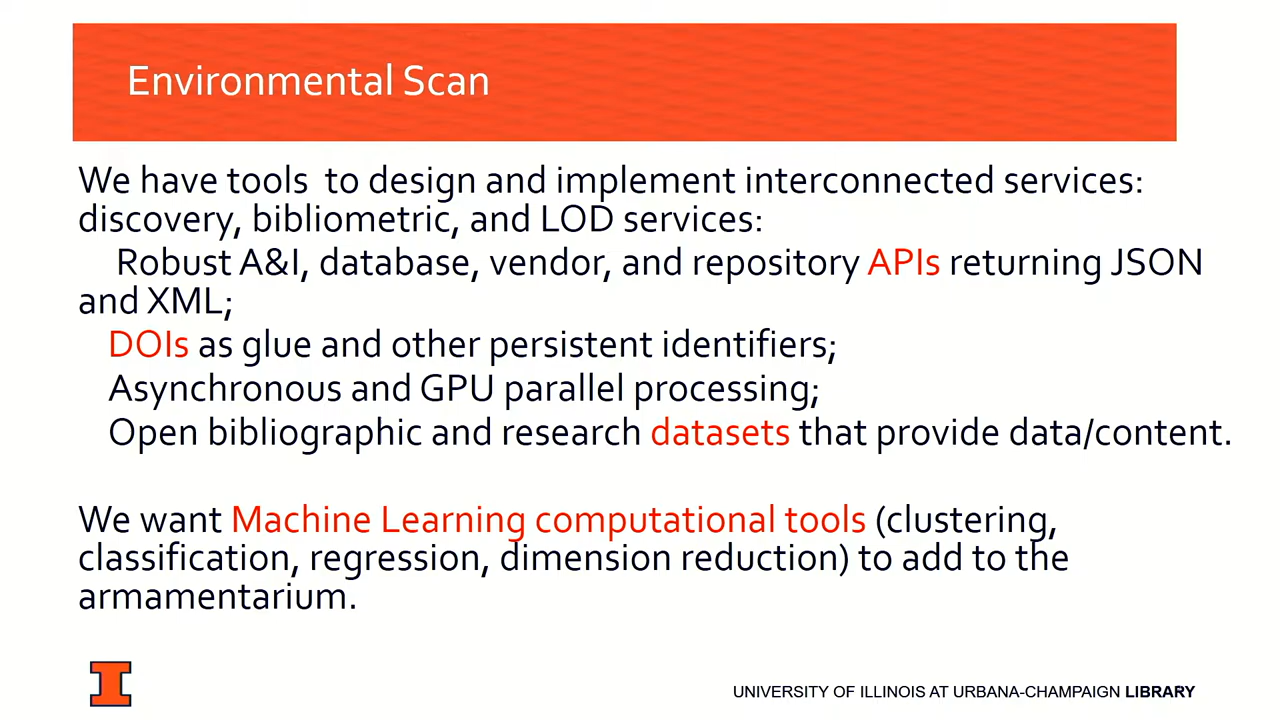 Environmental Scan
We have tools  to design and implement interconnected services:
discovery, bibliometric, and LOD services:
Robust A&I, database, vendor, and repository APIs returning JSON
and XML;
DOIs as glue and other persistent identifiers;
Asynchronous and GPU parallel processing;
Open bibliographic and research datasets that provide data/content.
We want Machine Learning computational tools (clustering,
classification, regression, dimension reduction) to add to the
armamentarium.
I
UNIVERSITY OF ILLINOIS AT URBANA-CHAMPAIGN LIBRARY